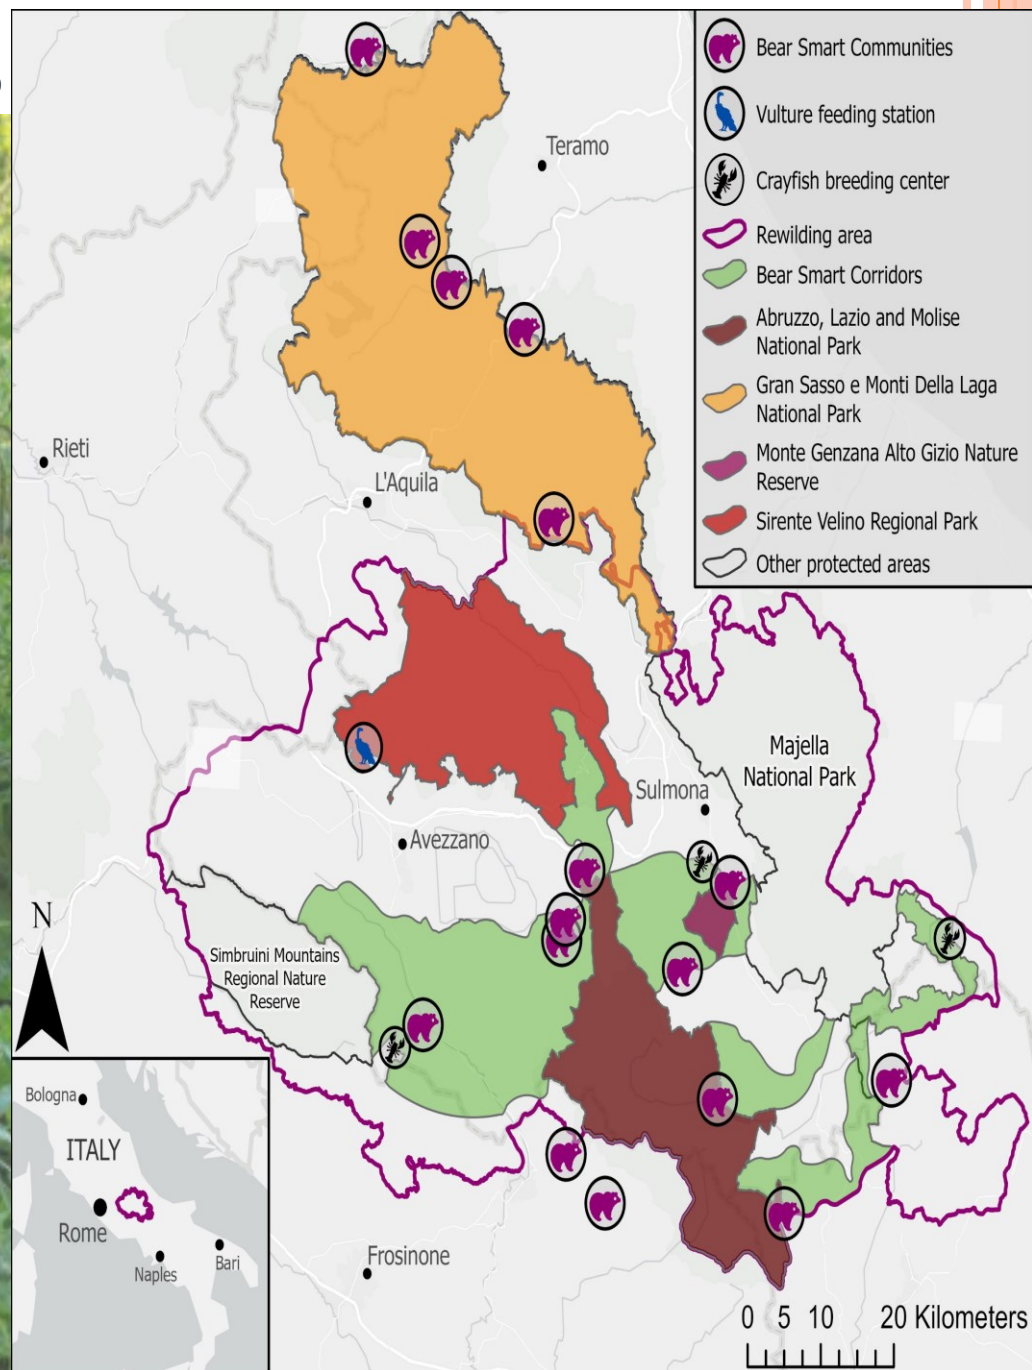 Bear Smart Communities
Vulture feeding station
Crayfish breeding center
Rewilding area
Bear Smart Corridors
Abruzzo, Lazio and Molise
National Park
Gran Sasso e Monti Della Laga
National Park
Monte Genzana Alto Gizio Nature
Reserve
Sirente Velino Regional Park
Other protected areas
Teramo
Rieti
L'Aquila
Majella
National Park
Sulmona
Avezzano
Simbruini Mountains
Regional Nature
Reserve
N
Bologna
ITALY
Rome
Naples
Bari
Frosinone
0 5 10 20 Kilometers